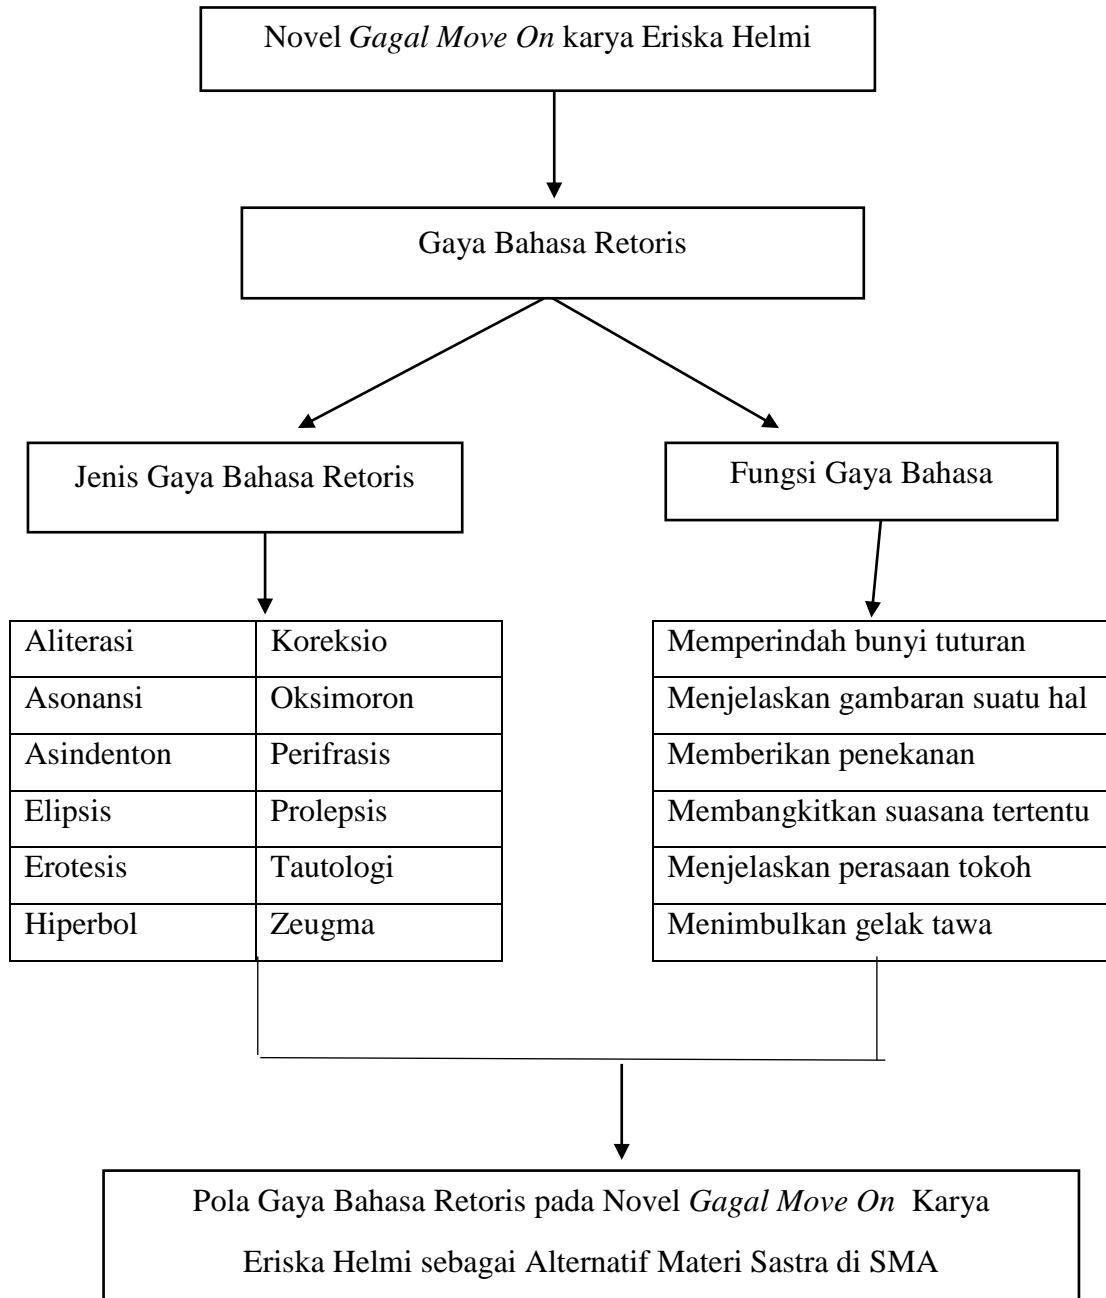 Novel Gagal Move On karya Eriska Helmi
Gaya Bahasa Retoris
Jenis Gaya Bahasa Retoris
Fungsi Gaya Bahasa
Aliterasi
Koreksio
Asonansi
Oksimoron
Asindenton
Perifrasis
Elipsis
Prolepsis
Erotesis
Tautologi
Hiperbol
Zeugma
Memperindah bunyi tuturan
Menjelaskan gambaran suatu hal
Memberikan penekanan
Membangkitkan suasana tertentu
Menjelaskan perasaan tokoh
Menimbulkan gelak tawa
Pola Gaya Bahasa Retoris pada Novel Gagal Move On Karya
Eriska Helmi sebagai Alternatif Materi Sastra di SMA